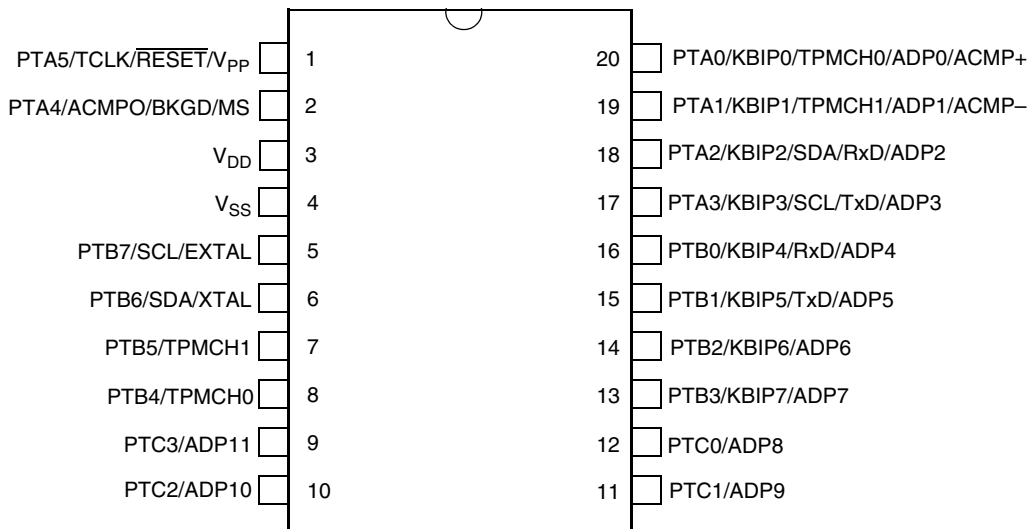 PTA5/TCLK/RESET/VPP 1 20 PTA0/KBIP0/TPMCH0/ADP0/ACMP+
PTA4/ACMPO/BKGD/MS 2 19 PTA1/KBIP1/TPMCH1/ADP1/ACMP–
VDD 3 18 PTA2/KBIP2/SDA/RxD/ADP2
VSS 4 17 PTA3/KBIP3/SCL/TxD/ADP3
PTB7/SCL/EXTAL 5 16 PTB0/KBIP4/RxD/ADP4
PTB6/SDA/XTAL 6 15 PTB1/KBIP5/TxD/ADP5
PTB5/TPMCH1 7 14 PTB2/KBIP6/ADP6
PTB4/TPMCH0 8 13 PTB3/KBIP7/ADP7
PTC3/ADP11 9 12 PTC0/ADP8
PTC2/ADP10 10 11 PTC1/ADP9